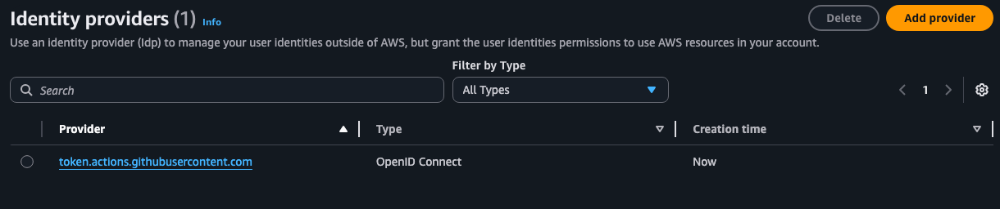 Identity providers (1) Info
Delete
Add provider
Use an identity provider (Idp) to manage your user identities outside of AWS, but grant the user identities permissions to use AWS resources in your account.
Filter by Type
Search
All Types
1
Provider Type Creation time
token.actions.githubusercontent.com OpenID Connect Now